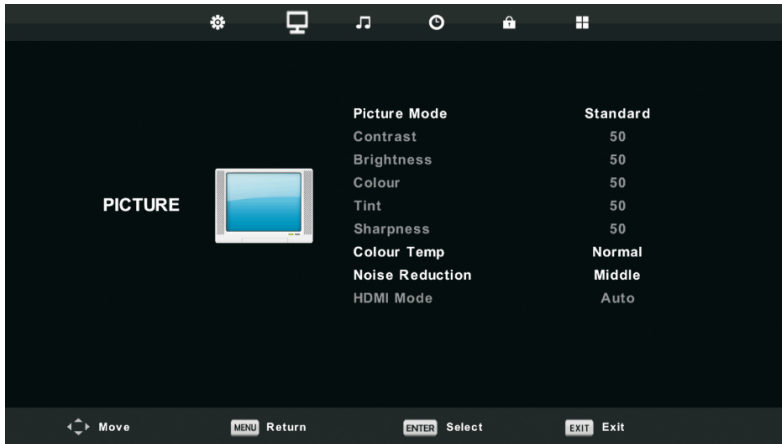 PICTURE
Picture Mode Standard
Contrast 50
Brightness 50
Colour 50
Tint 50
Sharpness 50
Colour Temp Normal
Noise Reduction Middle
HDMI Mode Auto
Move MENU Return ENTER Select EXIT Exit